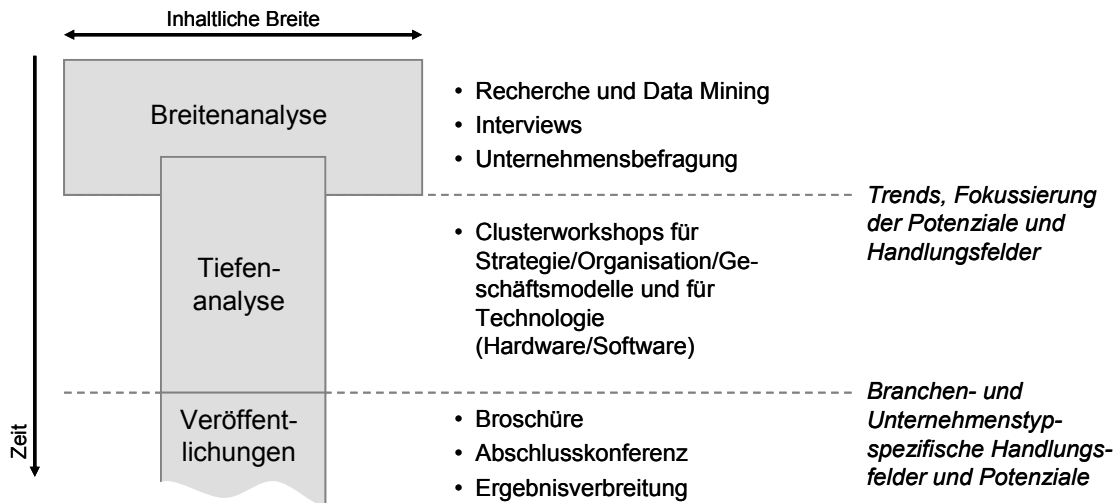 Inhaltliche Breite
Breitenanalyse
• Recherche und Data Mining
• Interviews
• Unternehmensbefragung
Trends, Fokussierung
der Potenziale und
Handlungsfelder
Tiefen-
analyse
• Clusterworkshops für
Strategie/Organisation/Ge-
schäftsmodelle und für
Technologie
(Hardware/Software)
Branchen- und
Unternehmenstyp-
spezifische Handlungs-
felder und Potenziale
Zeit
Veröffent-
lichungen
• Broschüre
• Abschlusskonferenz
• Ergebnisverbreitung